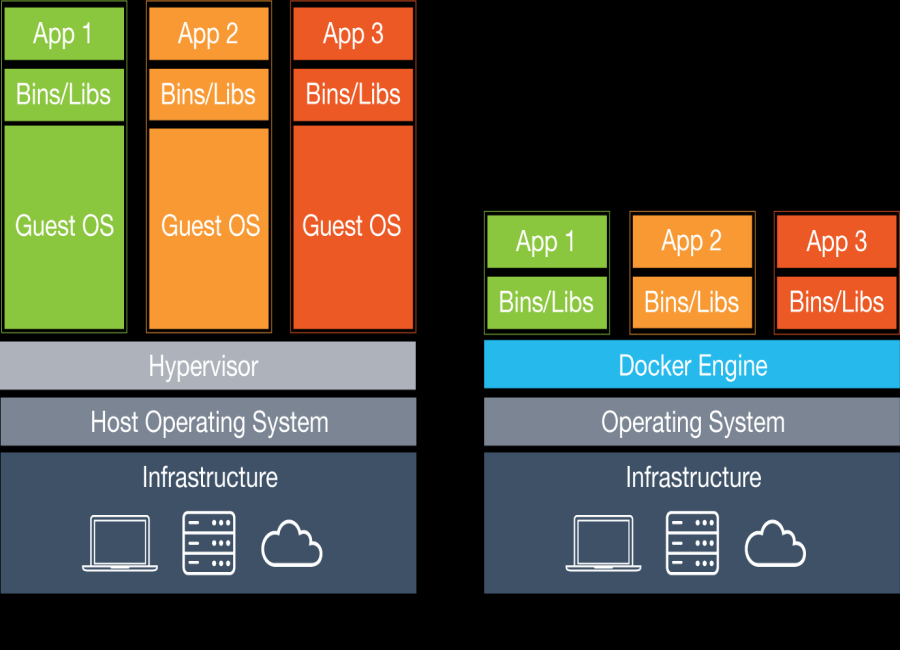 App 1
App 2
App 3
Bins/Libs
Bins/Libs
Bins/Libs
Guest OS
Guest OS
Guest OS
Hypervisor
Host Operating System
Infrastructure
App 1
App 2
App 3
Bins/Libs
Bins/Libs
Bins/Libs
Docker Engine
Operating System
Infrastructure